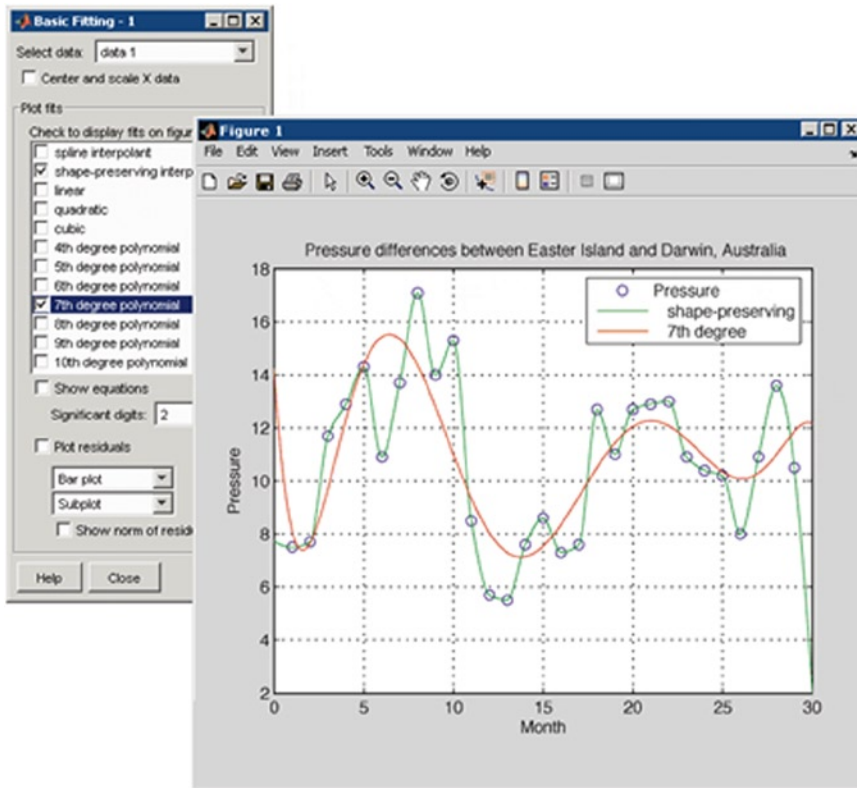 Basic Fitting - 1
Select data: data 1
Center and scale X data
Plot fits
Check to display fits on figur
spline interpolant
shape-preserving interp
linear
quadratic
cubic
4th degree polynomial
5th degree polynomial
6th degree polynomial
7th degree polynomial
8th degree polynomial
9th degree polynomial
10th degree polynomial
Show equations
Significant digits: 2
Plot residuals
Bar plot
Subplot
Show norm of residu
Help Close
Figure 1
File Edit View Insert Tools Window Help
Pressure differences between Easter Island and Darwin, Australia
Pressure
shape-preserving
7th degree
18
16
14
12
10
8
6
4
2
Pressure
0 5 10 15 20 25 30
Month